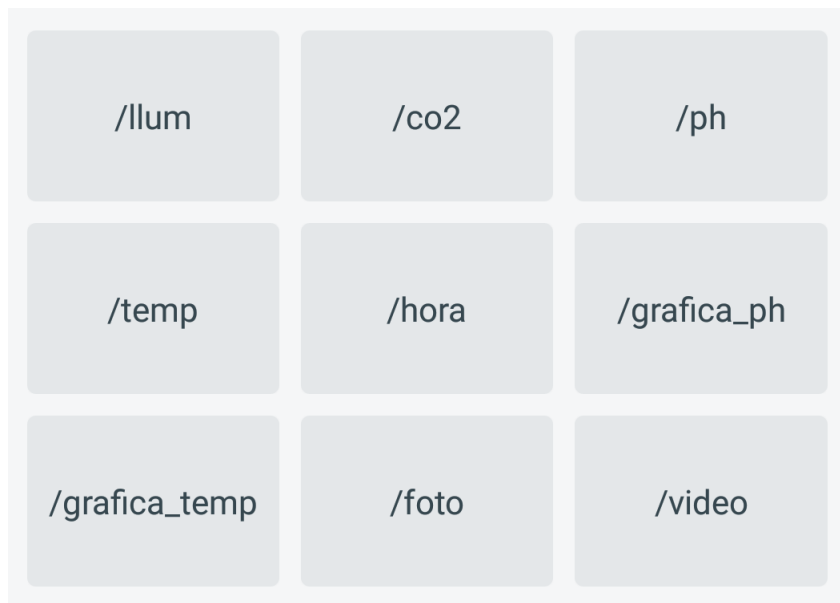 /llum
/co2
/ph
/temp
/hora
/grafica_ph
/grafica_temp
/foto
/video